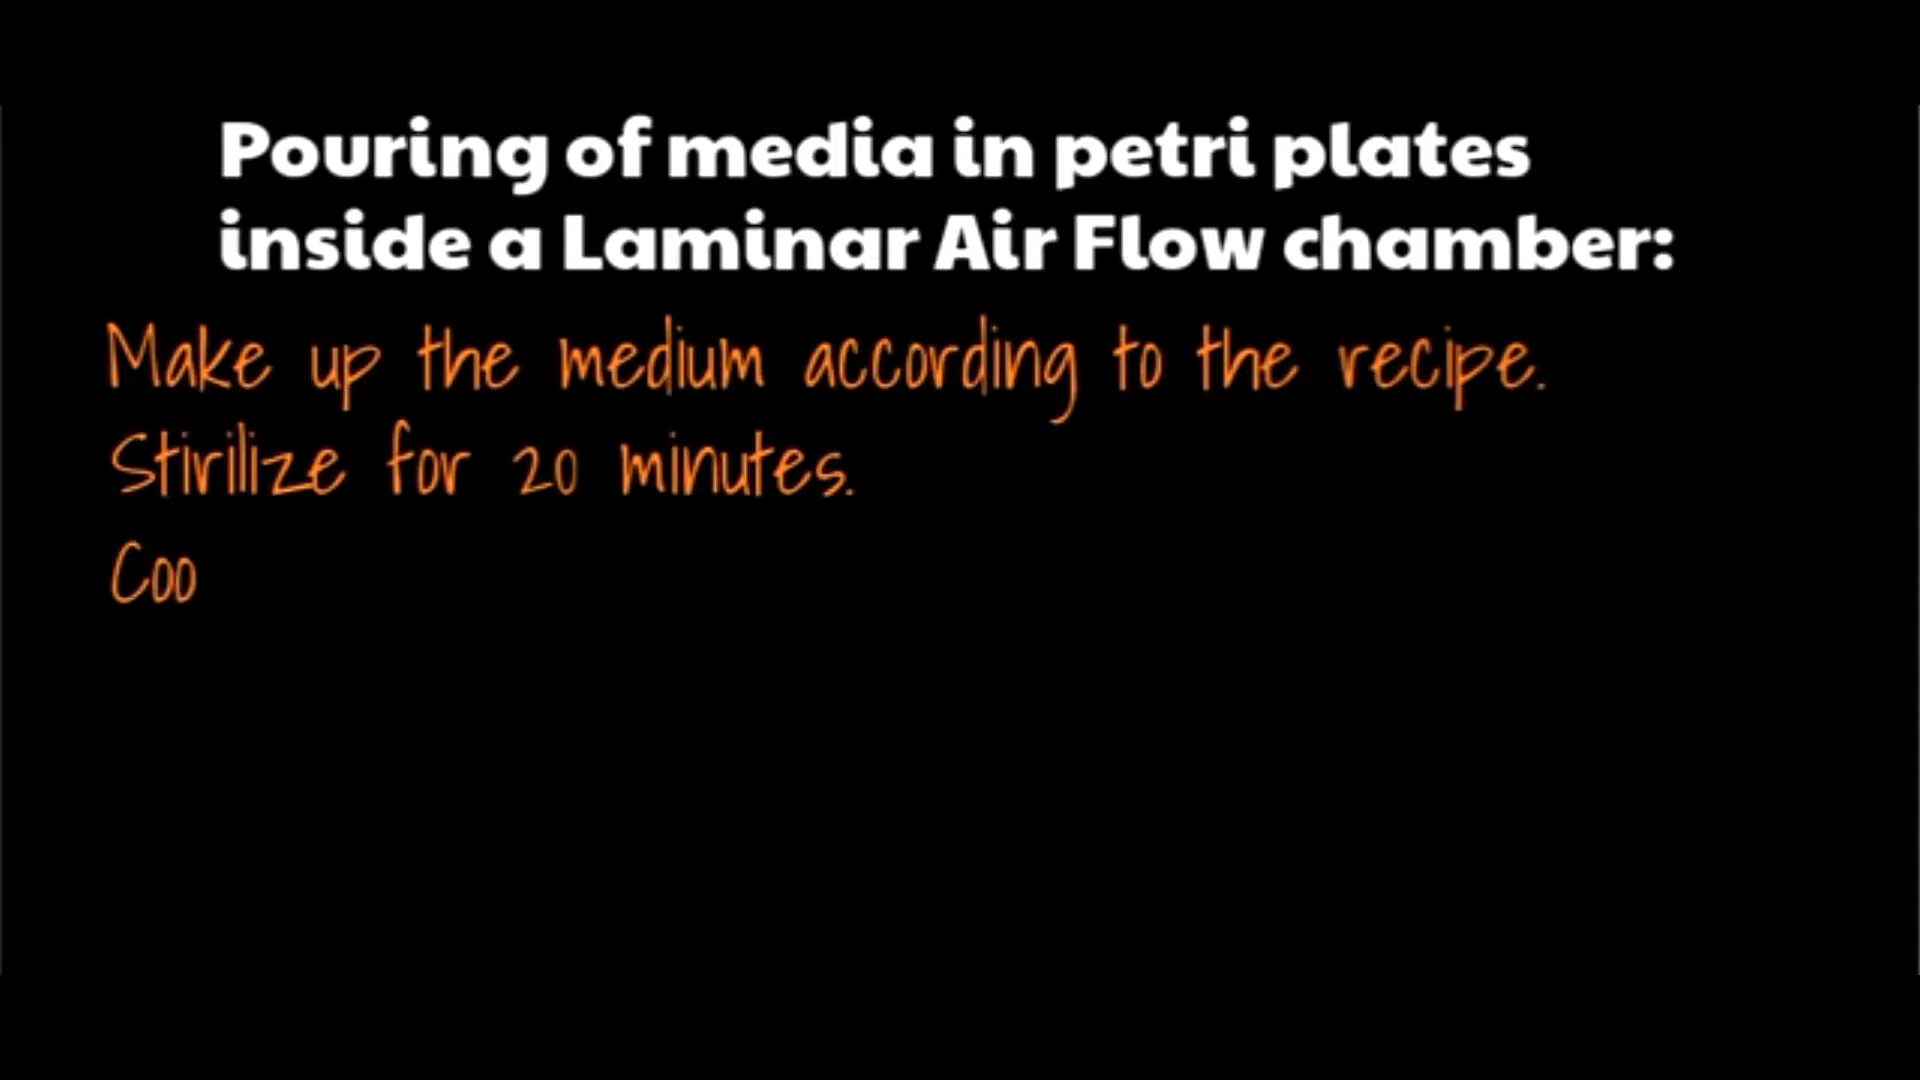 Pouring of media in petri plates
inside a Laminar Air Flow chamber:
Make up the medium according to the recipe.
Stirilize for 20 minutes.
Coo